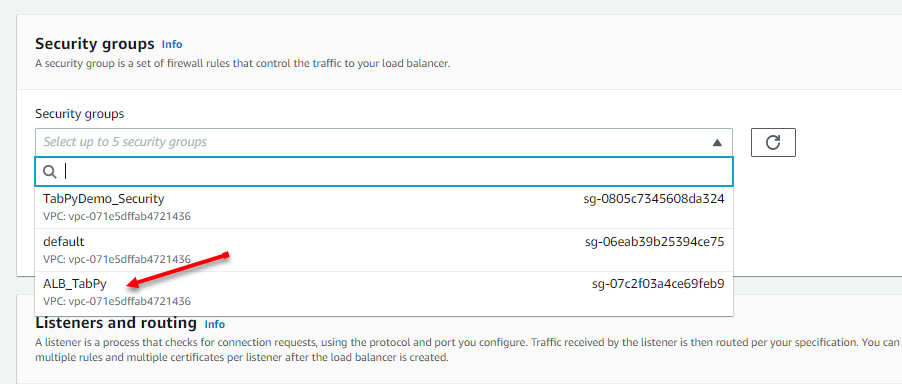 Security groups Info
A security group is a set of firewall rules that control the traffic to your load balancer.
Security groups
Select up to 5 security groups
TabPyDemo_Security sg-0805c7345608da324
VPC: vpc-071e5dffab4721436
default sg-06eab39b25394ce75
VPC: vpc-071e5dffab4721436
ALB_TabPy sg-07c2f03a4ce69feb9
VPC: vpc-071e5dffab4721436
Listeners and routing Info
A listener is a process that checks for connection requests, using the protocol and port you configure. Traffic received by the listener is then routed per your specification. You can
multiple rules and multiple certificates per listener after the load balancer is created.